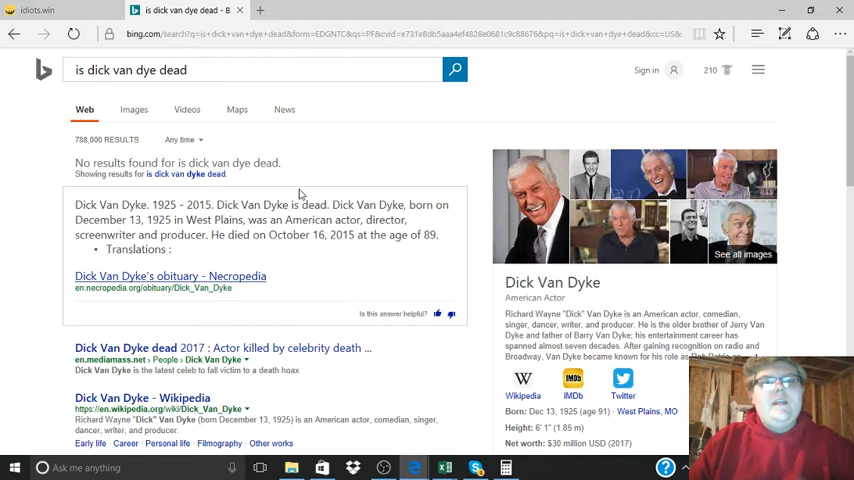 idiots.win
is dick van dye dead - B
bing.com/search?q=is+dick+van+dye+dead&form=EDGNTC&qs=PF&cvid=e731e8db5aaa4ef4828e0681c9c88676&pq=is+dick+van+dye+dead&cc=US&
is dick van dye dead
Sign in
210
Web Images Videos Maps News
788,000 RESULTS Any time
No results found for is dick van dye dead.
Showing results for is dick van dyke dead.
Dick Van Dyke. 1925 - 2015. Dick Van Dyke is dead. Dick Van Dyke, born on
December 13, 1925 in West Plains, was an American actor, director,
screenwriter and producer. He died on October 16, 2015 at the age of 89.
• Translations :
Dick Van Dyke's obituary - Necropedia
en.necropedia.org/obituary/Dick_Van_Dyke
Is this answer helpful?
Dick Van Dyke dead 2017 : Actor killed by celebrity death ...
en.mediamass.net › People › Dick Van Dyke
Dick Van Dyke is the latest celeb to fall victim to a death hoax
Dick Van Dyke - Wikipedia
https://en.wikipedia.org/wiki/Dick_Van_Dyke
Richard Wayne "Dick" Van Dyke (born December 13, 1925) is an American actor, comedian, singer,
dancer, writer, and producer.
Early life · Career · Personal life · Filmography · Other works
See all images
Dick Van Dyke
American Actor
Richard Wayne "Dick" Van Dyke is an American actor, comedian,
singer, dancer, writer, and producer. He is the older brother of Jerry Van
Dyke and father of Barry Van Dyke; his entertainment career has
spanned almost seven decades. After gaining recognition on radio and
Broadway, Van Dyke became known for his role as Rob Petrie on
W
Wikipedia
IMDb
IMDb
Twitter
Born: Dec 13, 1925 (age 91) · West Plains, MO
Height: 6' 1" (1.85 m)
Net worth: $30 million USD (2017)
Ask me anything